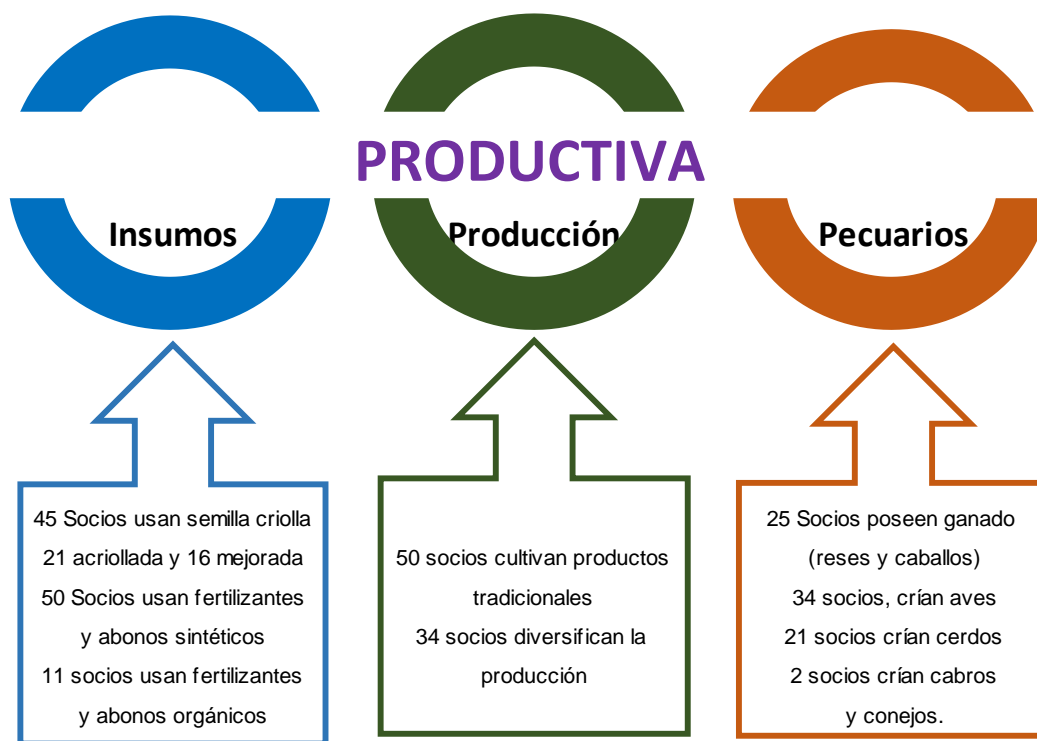 PRODUCTIVA
Insumos
Producción
Pecuarios
45 Socios usan semilla criolla
21 acriollada y 16 mejorada
50 Socios usan fertilizantes
y abonos sintéticos
11 socios usan fertilizantes
y abonos orgánicos
50 socios cultivan productos
tradicionales
34 socios diversifican la
producción
25 Socios poseen ganado
(reses y caballos)
34 socios, crían aves
21 socios crían cerdos
2 socios crían cabros
y conejos.